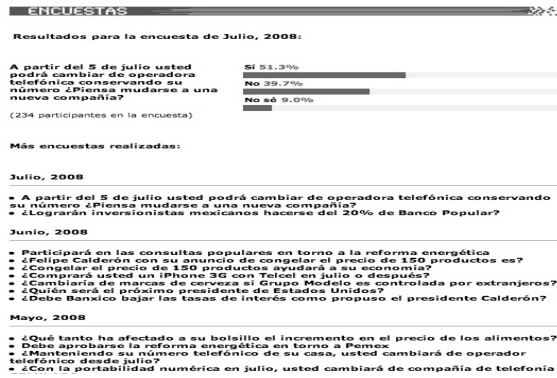 ENCUESTAS
Resultados para la encuesta de Julio, 2008:
A partir del 5 de julio usted
podrá cambiar de operadora
telefónica conservando su
número ¿Piensa mudarse a una
nueva compañía?
(234 participantes en la encuesta)
Sí 51.3%
No 39.7%
No sé 9.0%
Más encuestas realizadas:
Julio, 2008
• A partir del 5 de julio usted podrá cambiar de operadora telefónica conservando
su número ¿Piensa mudarse a una nueva compañía?
• ¿Lograrán inversionistas mexicanos hacerse del 20% de Banco Popular?
Junio, 2008
• Participará en las consultas populares en torno a la reforma energética
• ¿Felipe Calderón con su anuncio de congelar el precio de 150 productos es?
• ¿Congelar el precio de 150 productos ayudará a su economía?
• ¿Comprará usted un iPhone 3G con Telcel en julio o después?
• ¿Cambiaría de marcas de cerveza si Grupo Modelo es controlada por extranjeros?
• ¿Quién será el próximo presidente de Estados Unidos?
• ¿Debe Banxico bajar las tasas de interés como propuso el presidente Calderón?
Mayo, 2008
• ¿Qué tanto ha afectado a su bolsillo el incremento en el precio de los alimentos?
• Debe aprobarse la reforma energética en torno a Pemex
• ¿Manteniendo su número telefónico de su casa, usted cambiará de operador
telefónico desde julio?
• ¿Con la portabilidad numérica en julio, usted cambiará de compañía de telefonía